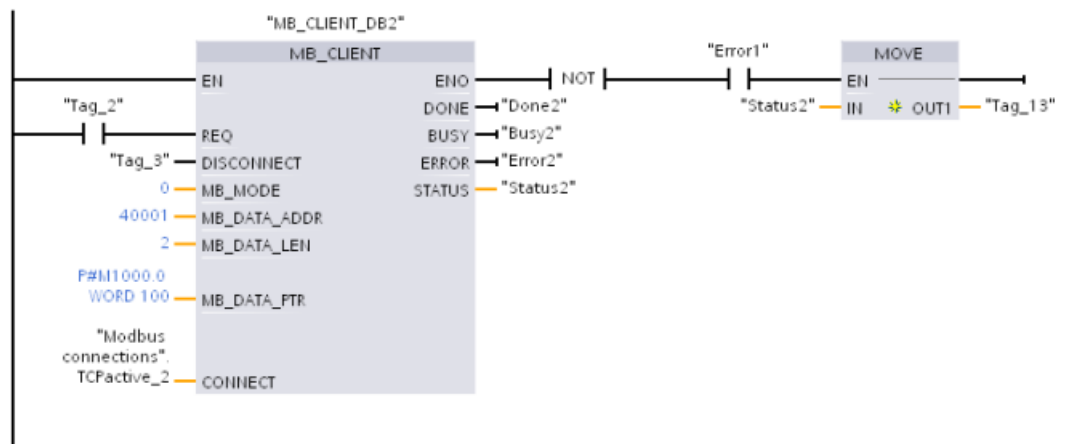 "MB_CLIENT_DB2"
MB_CLIENT
EN
ENO
NOT
"Error1"
MOVE
EN
"Tag_2"
REQ
DONE
"Done2"
"Status2"
IN
OUT1
"Tag_13"
BUSY
"Busy2"
"Tag_3"
DISCONNECT
ERROR
"Error2"
0
MB_MODE
STATUS
"Status2"
40001
MB_DATA_ADDR
2
MB_DATA_LEN
P#M1000.0
WORD 100
MB_DATA_PTR
"Modbus
connections".
TCPactive_2
CONNECT